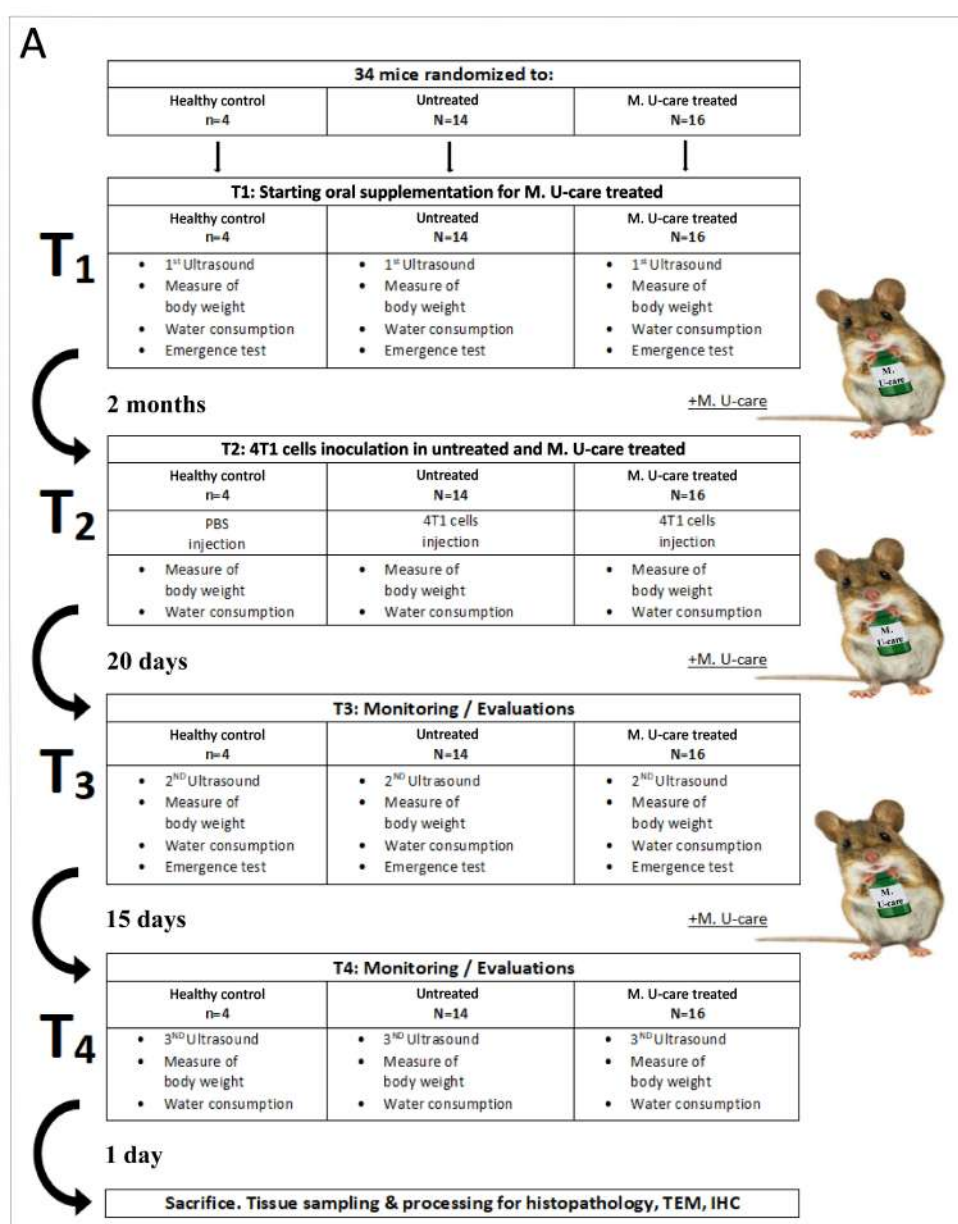 A
34 mice randomized to:
Healthy control Untreated M. U-care treated
n=4 N=14 N=16
T1: Starting oral supplementation for M. U-care treated
Healthy control Untreated M. U-care treated
n=4 N=14 N=16
T1
• 1st Ultrasound • 1st Ultrasound • 1st Ultrasound
• Measure of • Measure of • Measure of
body weight body weight body weight
• Water consumption • Water consumption • Water consumption
• Emergence test • Emergence test • Emergence test
M.
U-care
2 months +M. U-care
T2: 4T1 cells inoculation in untreated and M. U-care treated
Healthy control Untreated M. U-care treated
n=4 N=14 N=16
T2
PBS 4T1 cells 4T1 cells
injection injection injection
• Measure of • Measure of • Measure of
body weight body weight body weight
• Water consumption • Water consumption • Water consumption
M.
U-care
20 days +M. U-care
T3: Monitoring / Evaluations
Healthy control Untreated M. U-care treated
n=4 N=14 N=16
T3
• 2ND Ultrasound • 2ND Ultrasound • 2ND Ultrasound
• Measure of • Measure of • Measure of
body weight body weight body weight
• Water consumption • Water consumption • Water consumption
• Emergence test • Emergence test • Emergence test
M.
U-care
15 days +M. U-care
T4: Monitoring / Evaluations
Healthy control Untreated M. U-care treated
n=4 N=14 N=16
T4
• 3ND Ultrasound • 3ND Ultrasound • 3ND Ultrasound
• Measure of • Measure of • Measure of
body weight body weight body weight
• Water consumption • Water consumption • Water consumption
1 day
Sacrifice. Tissue sampling & processing for histopathology, TEM, IHC